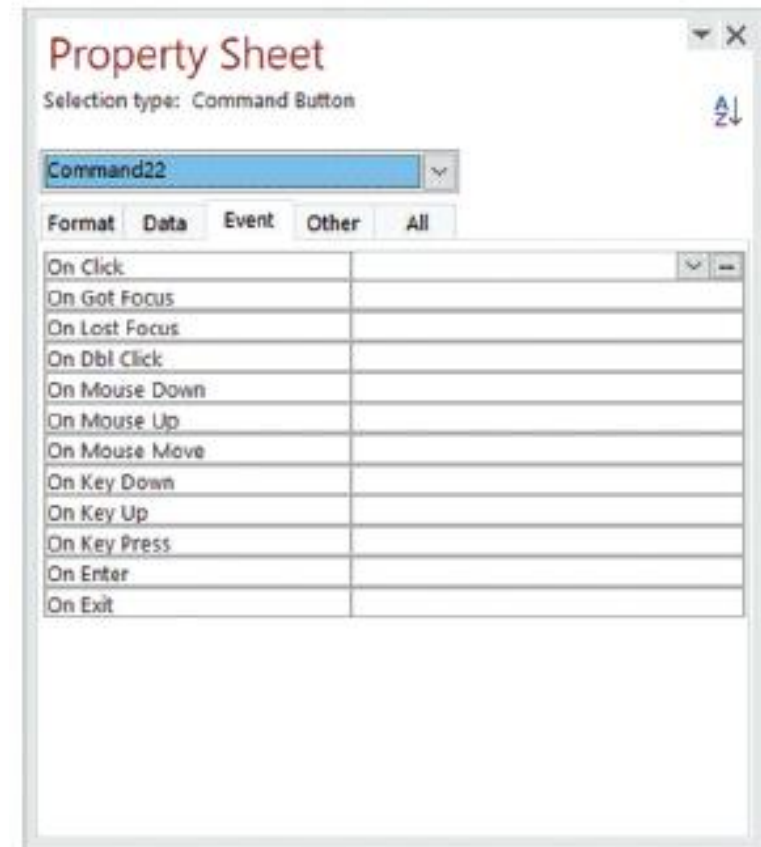 Property Sheet
Selection type: Command Button
A
Z
Command22
Format Data Event Other All
On Click
On Got Focus
On Lost Focus
On Dbl Click
On Mouse Down
On Mouse Up
On Mouse Move
On Key Down
On Key Up
On Key Press
On Enter
On Exit